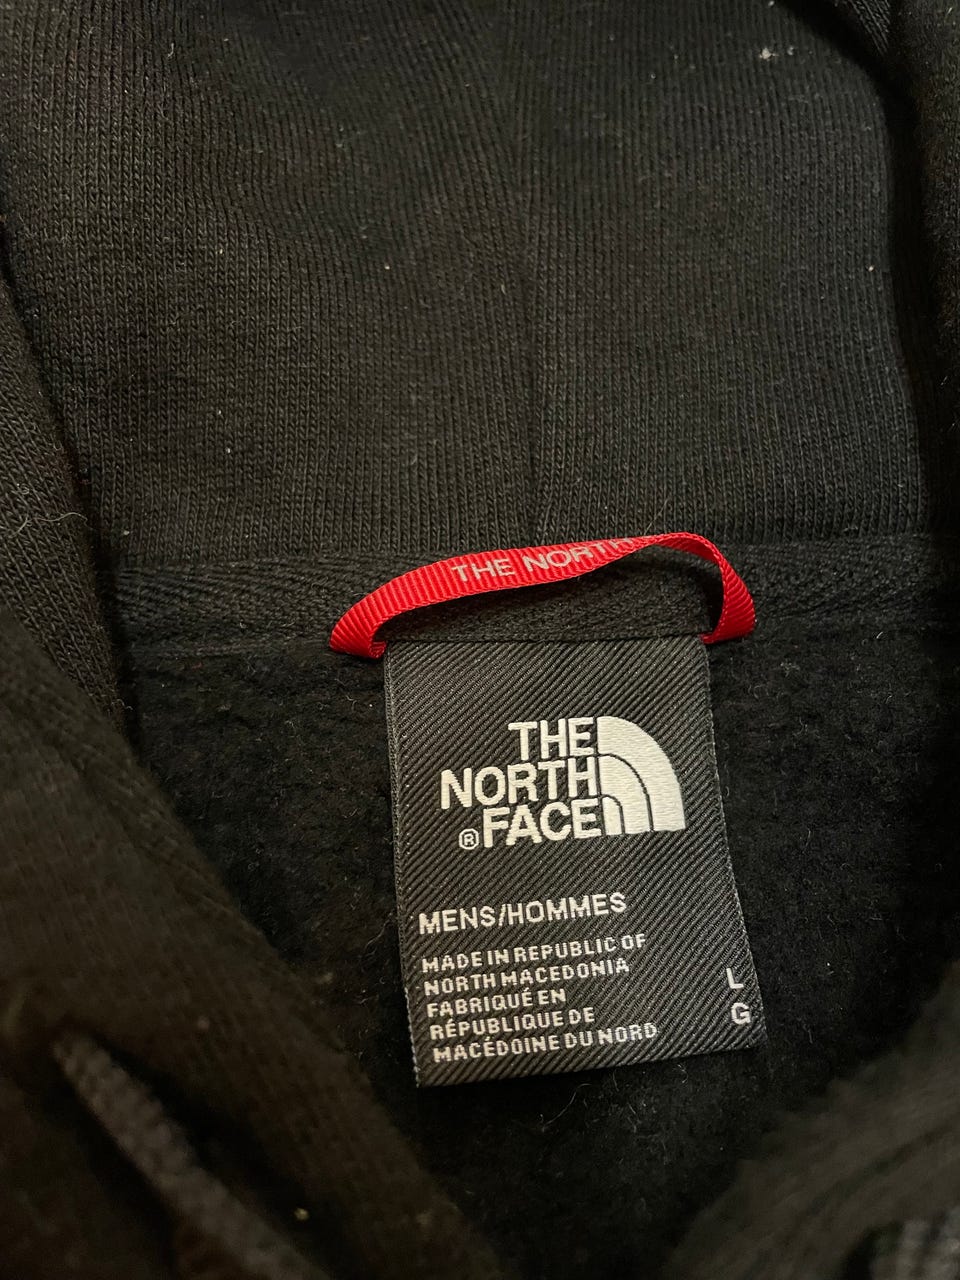 THE NORTH
THE
NORTH
® FACE
MENS/HOMMES
MADE IN REPUBLIC OF
NORTH MACEDONIA
FABRIQUÉ EN
RÉPUBLIQUE DE
MACÉDOINE DU NORD
L
G